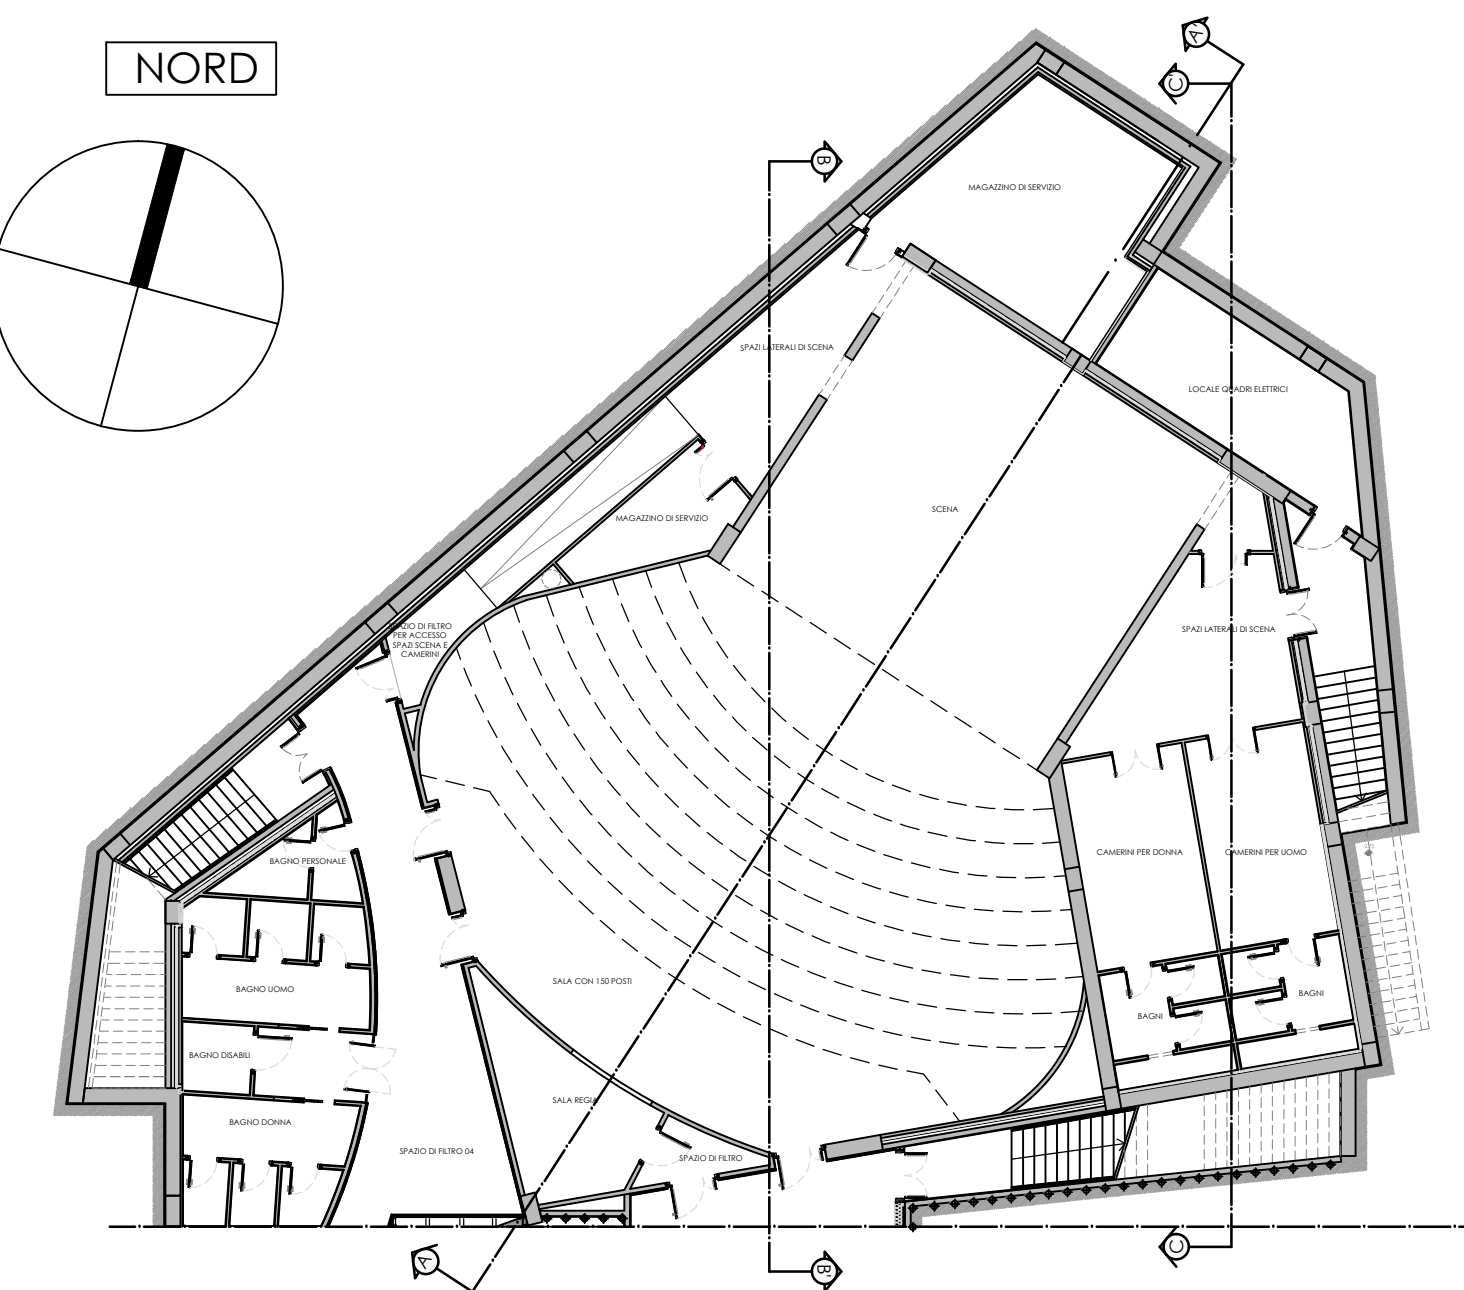 NORD
A'
C'
B
MAGAZZINO DI SERVIZIO
SPAZI LATERALI DI SCENA
LOCALE QUADRI ELETTRICI
SCENA
MAGAZZINO DI SERVIZIO
SPAZIO DI FILTRO
PER ACCESSO
SPAZI SCENA E
CAMERINI
SPAZI LATERALI DI SCENA
CAMERINI PER DONNA
CAMERINI PER UOMO
BAGNO PERSONALE
SALA CON 150 POSTI
BAGNO UOMO
BAGNI
BAGNI
BAGNO DISABILI
SALA REGIA
BAGNO DONNA
SPAZIO DI FILTRO 04
SPAZIO DI FILTRO
A
B'
C